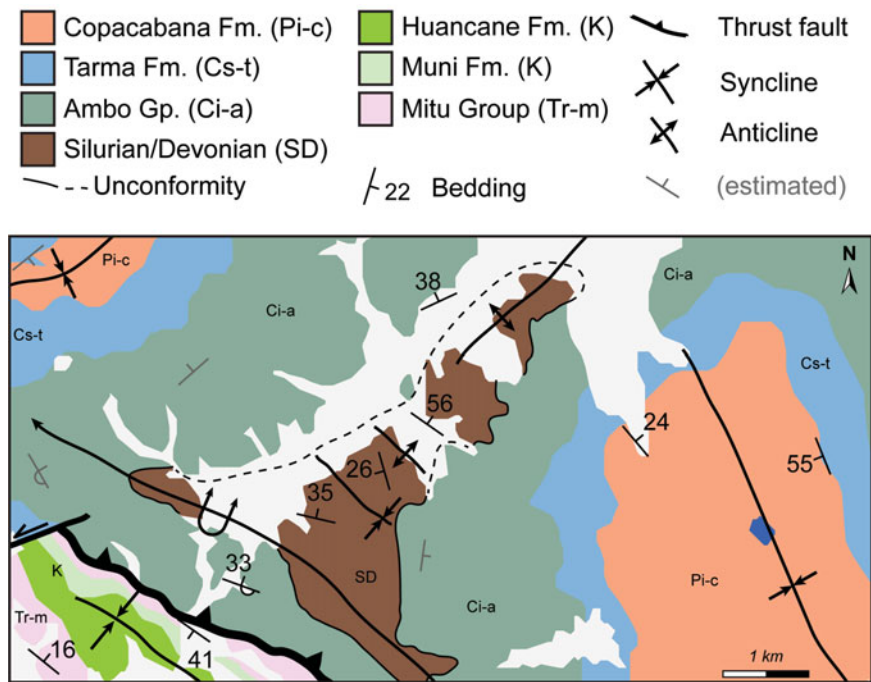 Copacabana Fm. (Pi-c)
Huancane Fm. (K)
Thrust fault
Tarma Fm. (Cs-t)
Muni Fm. (K)
Syncline
Ambo Gp. (Ci-a)
Mitu Group (Tr-m)
Anticline
Silurian/Devonian (SD)
Unconformity
22 Bedding
(estimated)
N
Pi-c
38
Ci-a
Ci-a
Cs-t
Cs-t
56
24
26
55
35
33
SD
K
Pi-c
Tr-m
Ci-a
16
41
1 km